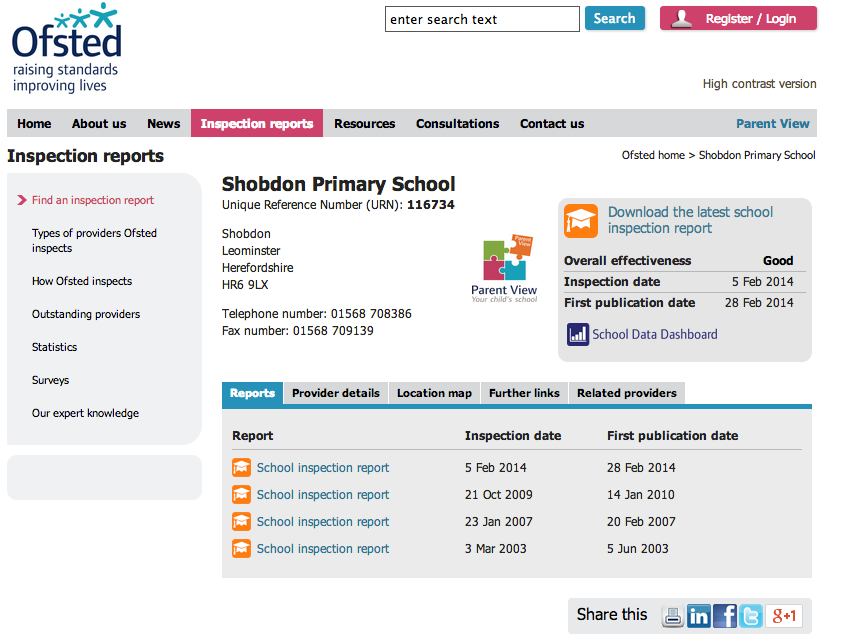 Ofsted
raising standards
improving lives
enter search text
Search
Register / Login
High contrast version
Home About us News Inspection reports Resources Consultations Contact us Parent View
Inspection reports
Ofsted home > Shobdon Primary School
Find an inspection report
Types of providers Ofsted
inspects
How Ofsted inspects
Outstanding providers
Statistics
Surveys
Our expert knowledge
Shobdon Primary School
Unique Reference Number (URN): 116734
Shobdon
Leominster
Herefordshire
HR6 9LX
Telephone number: 01568 708386
Fax number: 01568 709139
Parent
View
Parent View
Your child's school
Download the latest school
inspection report
Overall effectiveness Good
Inspection date 5 Feb 2014
First publication date 28 Feb 2014
School Data Dashboard
Reports Provider details Location map Further links Related providers
Report Inspection date First publication date
School inspection report 5 Feb 2014 28 Feb 2014
School inspection report 21 Oct 2009 14 Jan 2010
School inspection report 23 Jan 2007 20 Feb 2007
School inspection report 3 Mar 2003 5 Jun 2003
Share this in f t g+1